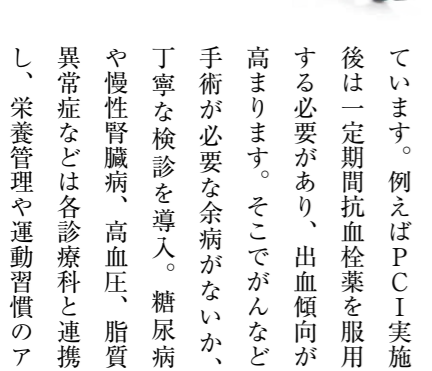 ています。例えばＰＣＩ実施
後は一定期間抗血栓薬を服用
する必要があり、出血傾向が
高まります。そこでがんなど
手術が必要な余病がないか、
丁寧な検診を導入。糖尿病
や慢性腎臓病、高血圧、脂質
異常症などは各診療科と連携
し、栄養管理や運動習慣のア